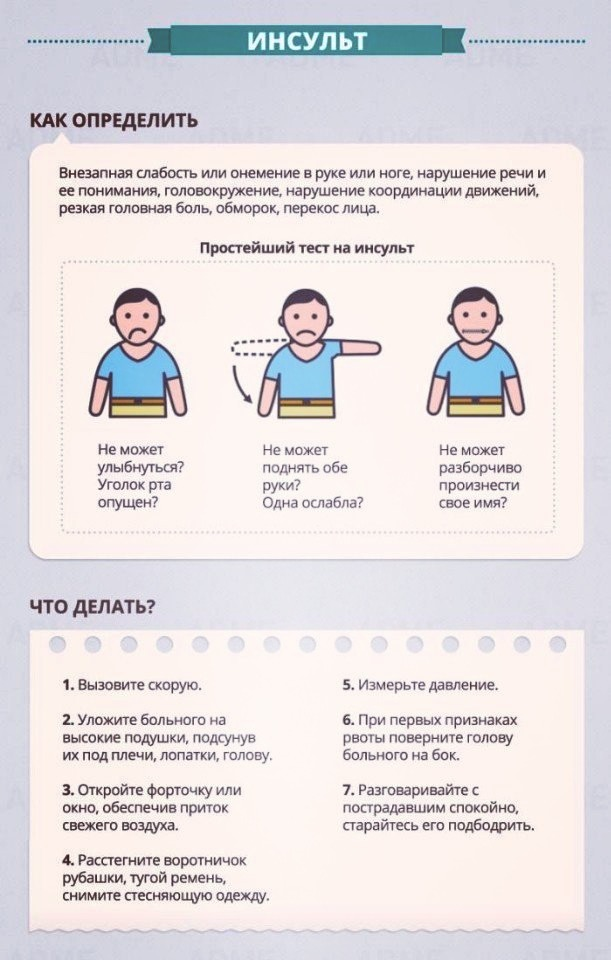 ИНСУЛЬТ
КАК ОПРЕДЕЛИТЬ
Внезапная слабость или онемение в руке или ноге, нарушение речи и
ее понимания, головокружение, нарушение координации движений,
резкая головная боль, обморок, перекос лица.
Простейший тест на инсульт
Не может
улыбнуться?
Уголок рта
опущен?
Не может
поднять обе
руки?
Одна ослабла?
Не может
разборчиво
произнести
свое имя?
ЧТО ДЕЛАТЬ?
1. Вызовите скорую.
2. Уложите больного на
высокие подушки, подсунув
их под плечи, лопатки, голову.
3. Откройте форточку или
окно, обеспечив приток
свежего воздуха.
4. Расстегните воротничок
рубашки, тугой ремень,
снимите стесняющую одежду.
5. Измерьте давление.
6. При первых признаках
рвоты поверните голову
больного на бок.
7. Разговаривайте с
пострадавшим спокойно,
старайтесь его подбодрить.